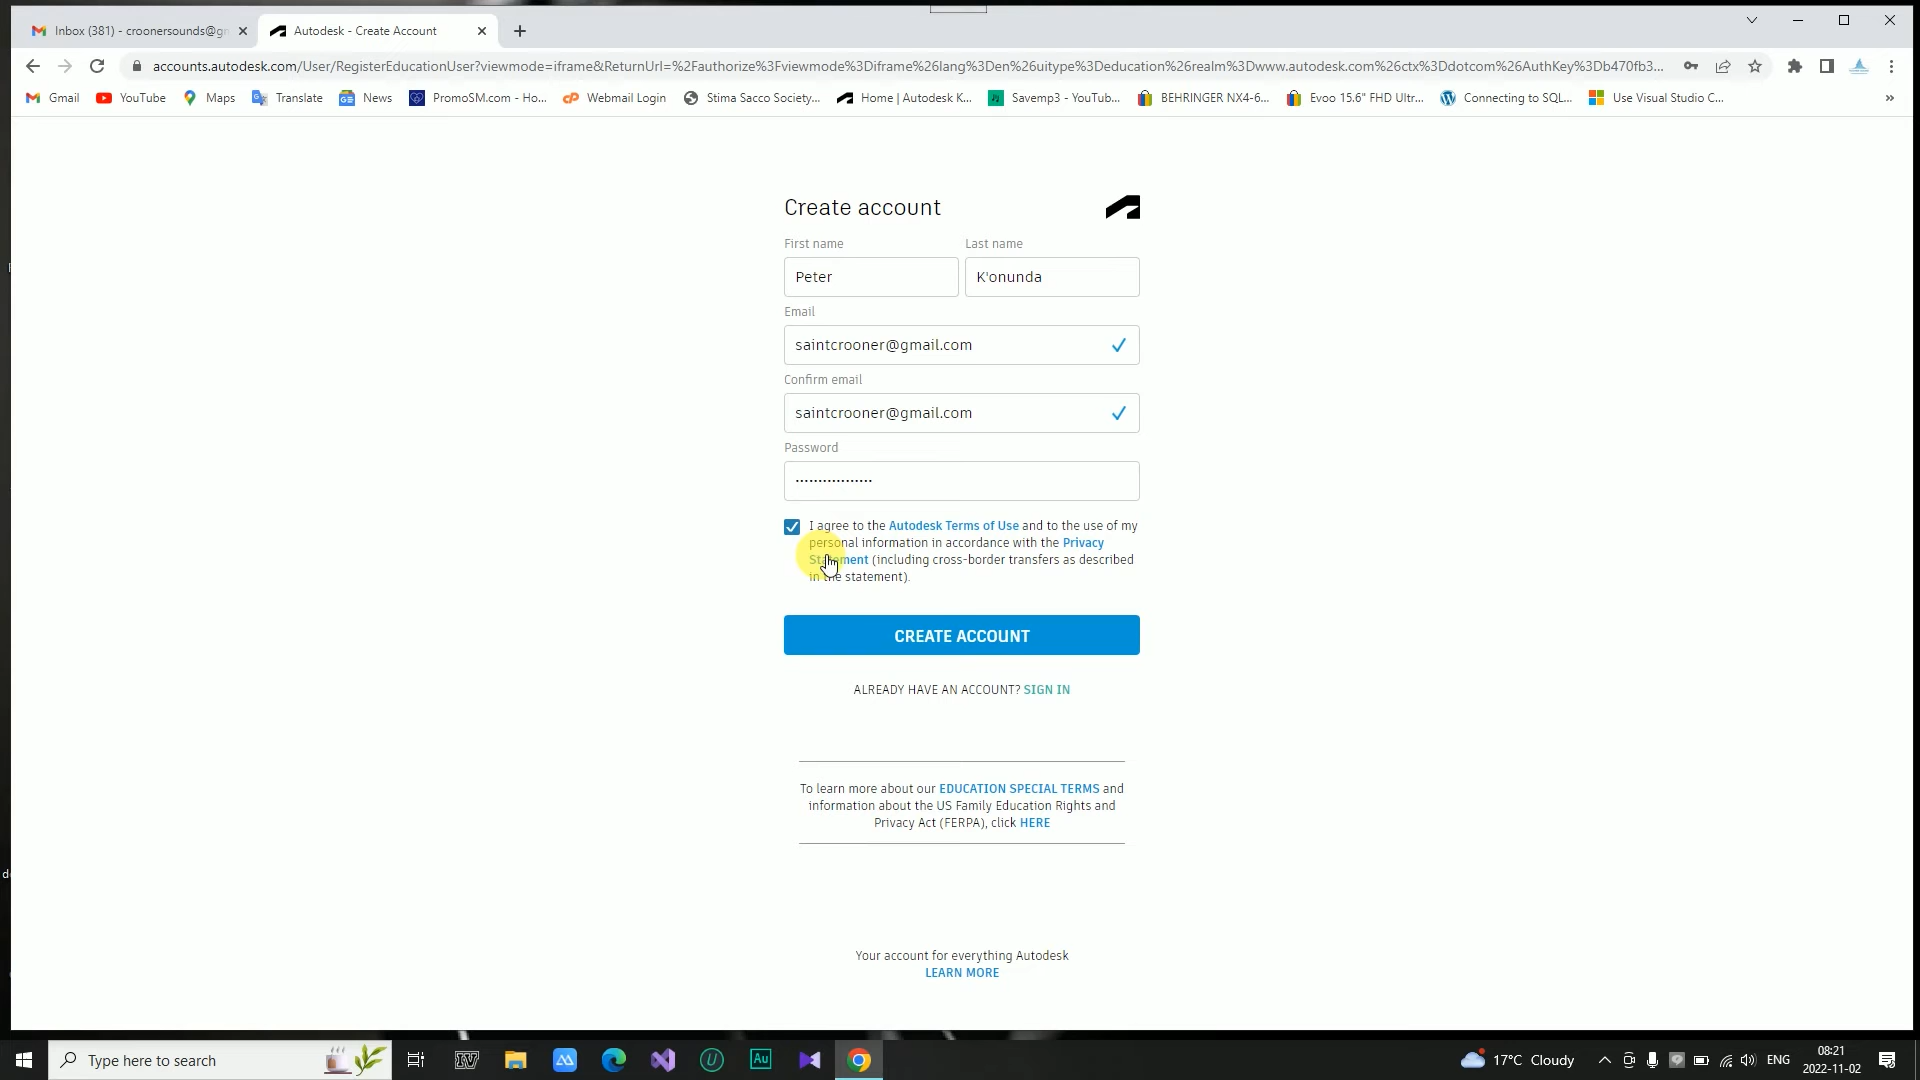 Inbox (381) - croonersounds@gm
Autodesk - Create Account
accounts.autodesk.com/User/RegisterEducationUser?viewmode=iframe&ReturnUrl=%2Fauthorize%3Fviewmode%3Diframe%26lang%3Den%26uitype%3Deducation%26realm%3Dwww.autodesk.com%26ctx%3Ddotcom%26AuthKey%3Db470fb3...
Gmail YouTube Maps Translate News PromoSM.com - Ho... Webmail Login Stima Sacco Society... Home | Autodesk K... Savemp3 - YouTub... BEHRINGER NX4-6... Evoo 15.6" FHD Ultr... Connecting to SQL... Use Visual Studio C... »
Create account
First name Last name
Peter K'onunda
Email
saintcrooner@gmail.com
Confirm email
saintcrooner@gmail.com
Password
I agree to the Autodesk Terms of Use and to the use of my
personal information in accordance with the Privacy
Statement (including cross-border transfers as described
in the statement).
CREATE ACCOUNT
ALREADY HAVE AN ACCOUNT? SIGN IN
To learn more about our EDUCATION SPECIAL TERMS and
information about the US Family Education Rights and
Privacy Act (FERPA), click HERE
Your account for everything Autodesk
LEARN MORE
Type here to search
Au
17°C Cloudy
ENG
08:21
2022-11-02